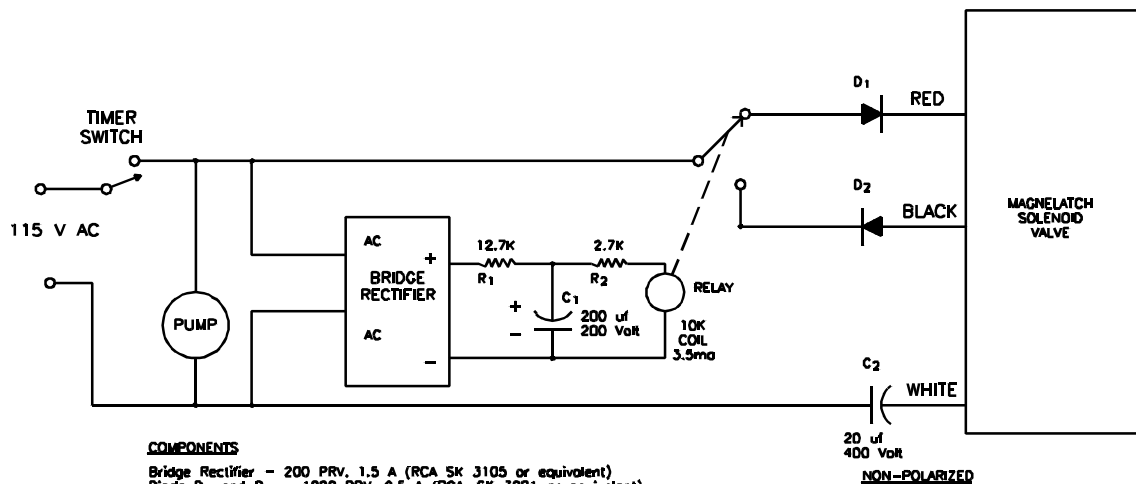 TIMER
SWITCH
115 V AC
PUMP
AC
BRIDGE
RECTIFIER
AC
+
-
12.7K
R1
2.7K
R2
+
-
C1
200 uf
200 Volt
RELAY
10K
COIL
3.5ma
D1
RED
D2
BLACK
MAGNELATCH
SOLENOID
VALVE
C2
WHITE
20 uf
400 Volt
NON-POLARIZED
COMPONENTS
Bridge Rectifier - 200 PRV, 1.5 A (RCA SK 3105 or equivalent)